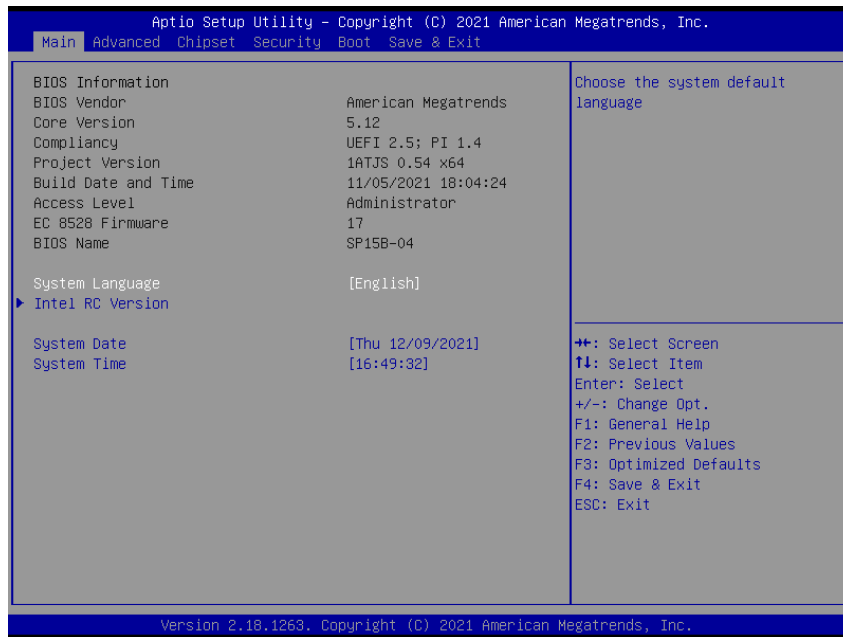 Aptio Setup Utility – Copyright (C) 2021 American Megatrends, Inc.
Main Advanced Chipset Security Boot Save & Exit
BIOS Information
BIOS Vendor American Megatrends
Core Version 5.12
Compliancy UEFI 2.5; PI 1.4
Project Version 1ATJS 0.54 x64
Build Date and Time 11/05/2021 18:04:24
Access Level Administrator
EC 8528 Firmware 17
BIOS Name SP15B-04
System Language [English]
Intel RC Version
System Date [Thu 12/09/2021]
System Time [16:49:32]
Choose the system default
language
→←: Select Screen
↑↓: Select Item
Enter: Select
+/-: Change Opt.
F1: General Help
F2: Previous Values
F3: Optimized Defaults
F4: Save & Exit
ESC: Exit
Version 2.18.1263. Copyright (C) 2021 American Megatrends, Inc.